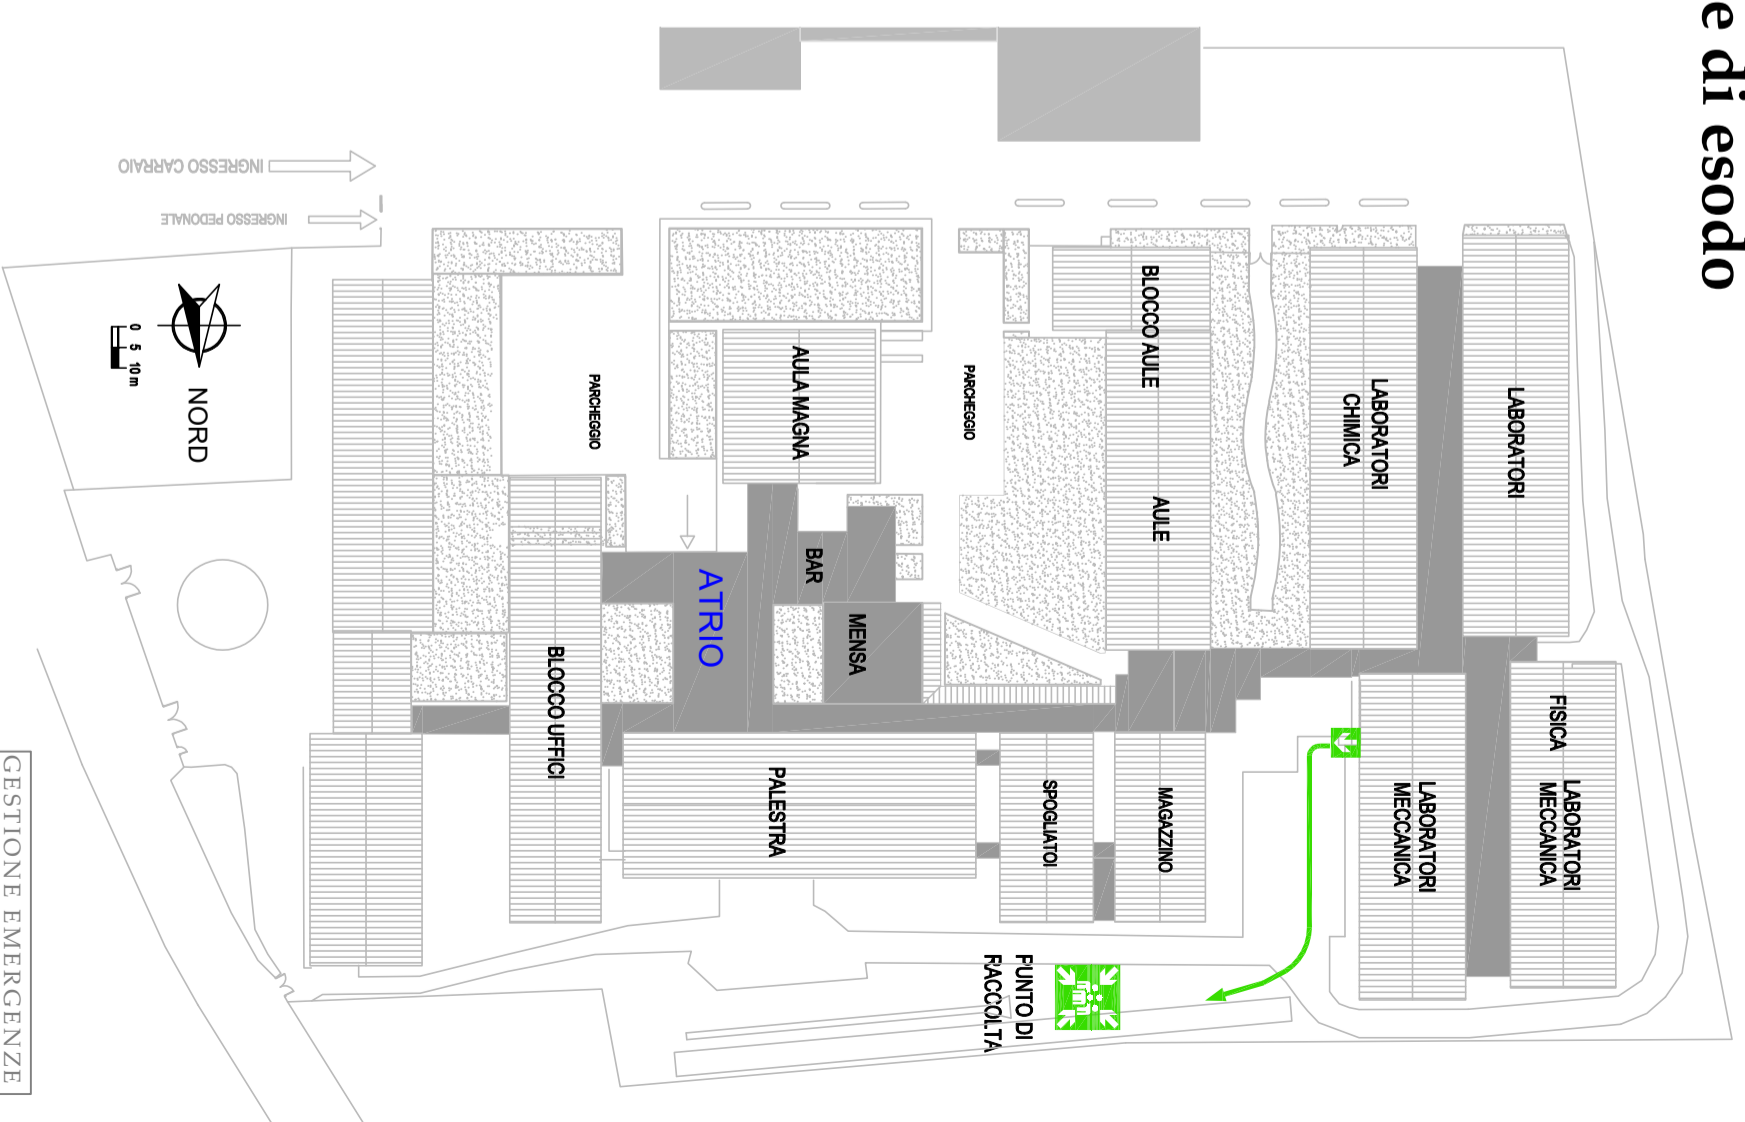 e di esodo
LABORATORI
FISICA
LABORATORI
MECCANICA
LABORATORI
CHIMICA
LABORATORI
MECCANICA
BLOCCO AULE
AULE
MAGAZZINO
SPOGLIATOI
PUNTO DI
RACCOLTA
PARCHEGGIO
AULA MAGNA
BAR
MENSA
PALESTRA
ATRIO
PARCHEGGIO
BLOCCO UFFICI
INGRESSO CARRAIO
INGRESSO PEDONALE
NORD
0 5 10 m
GESTIONE EMERGENZE